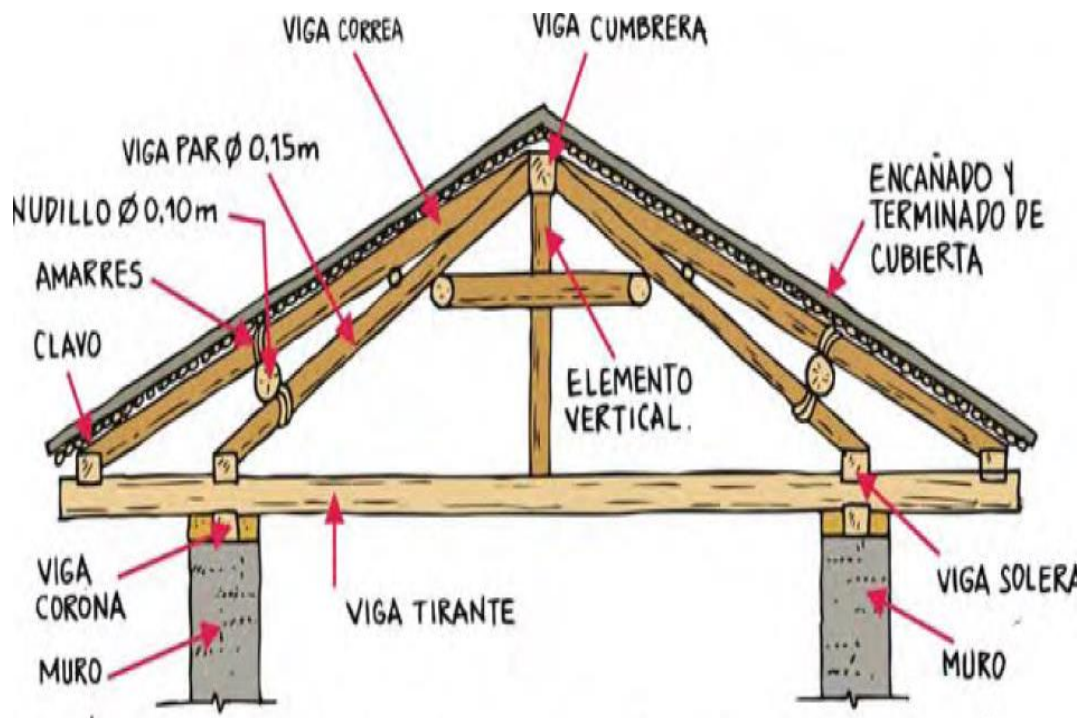 VIGA CORREA
VIGA CUMBRERA
VIGA PAR Ø 0,15m
NUDILLO Ø 0,10m
AMARRES
CLAVO
ENCAÑADO Y
TERMINADO DE
CUBIERTA
ELEMENTO
VERTICAL.
VIGA
CORONA
VIGA TIRANTE
VIGA SOLERA
MURO
MURO